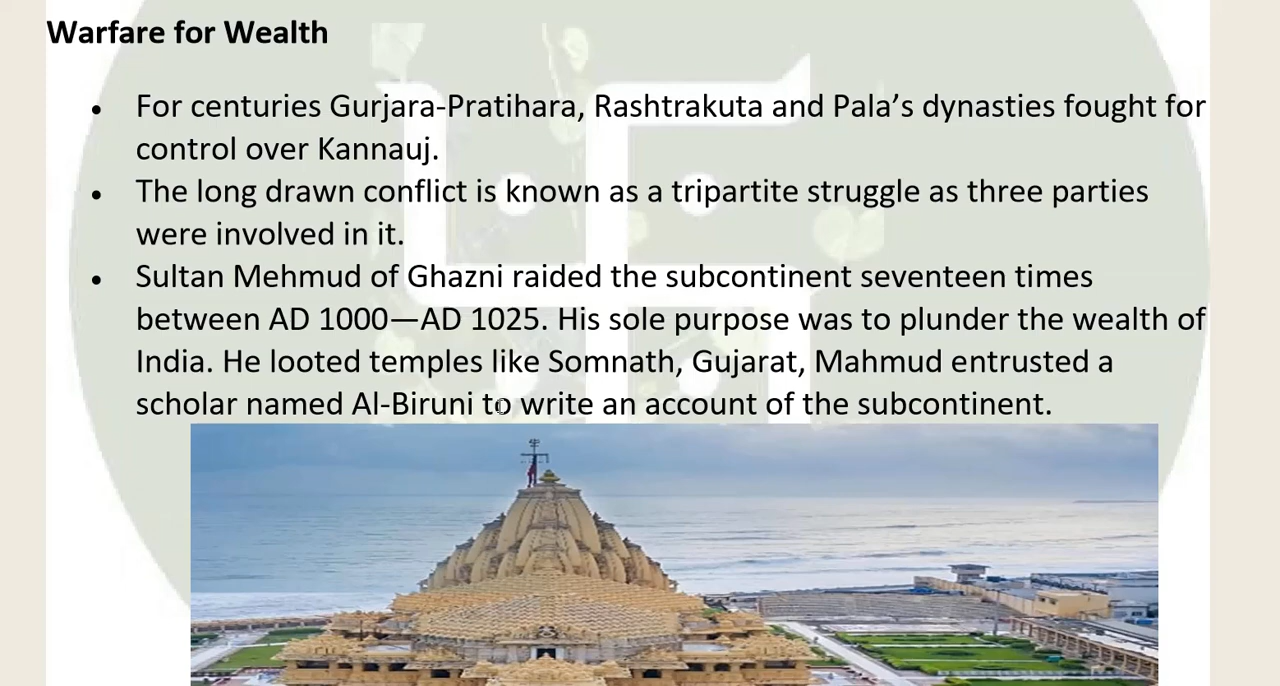 Warfare for Wealth
• For centuries Gurjara-Pratihara, Rashtrakuta and Pala’s dynasties fought for
control over Kannauj.
• The long drawn conflict is known as a tripartite struggle as three parties
were involved in it.
• Sultan Mehmud of Ghazni raided the subcontinent seventeen times
between AD 1000—AD 1025. His sole purpose was to plunder the wealth of
India. He looted temples like Somnath, Gujarat, Mahmud entrusted a
scholar named Al-Biruni to write an account of the subcontinent.